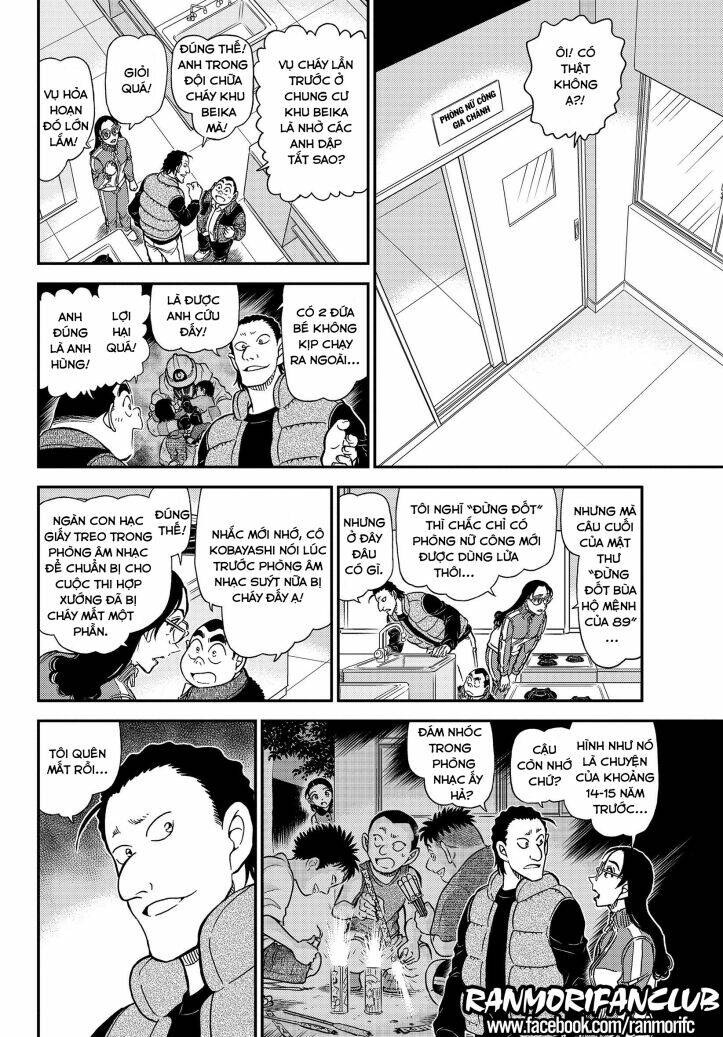 ÔI! CÓ
THẬT
KHÔNG
Ạ?!
PHÒNG NỮ CÔNG
GIA CHÁNH
VỤ CHÁY LẦN
TRƯỚC Ở
CHUNG CƯ
KHU BEIKA
LÀ NHỜ CÁC
ANH DẬP
TẮT SAO?
ĐÚNG THẾ!
ANH TRONG
ĐỘI CHỮA
CHÁY KHU
BEIKA
MÀ!
GIỎI
QUÁ!
VỤ HỎA
HOẠN
ĐÓ LỚN
LẮM!
CÓ 2 ĐỨA
BÉ KHÔNG
KỊP CHẠY
RA NGOÀI...
LÀ ĐƯỢC
ANH CỨU
ĐẤY!
LỢI
HẠI
QUÁ!
ANH
ĐÚNG
LÀ ANH
HÙNG!
NHƯNG MÀ
CÂU CUỐI
CỦA MẬT
THƯ
"ĐỪNG
ĐỐT BÙA
HỘ MỆNH
CỦA 89"...
TÔI NGHĨ "ĐỪNG ĐỐT"
THÌ CHẮC CHỈ CÓ
PHÒNG NỮ CÔNG MỚI
ĐƯỢC DÙNG LỬA
THÔI...
NHƯNG
Ở ĐÂY
ĐÂU
CÓ GÌ.
NHẮC MỚI NHỚ, CÔ
KOBAYASHI NÓI LÚC
TRƯỚC PHÒNG ÂM
NHẠC SUÝT NỮA BỊ
CHÁY ĐẤY Ạ!
ĐÚNG
THẾ!
NGÀN CON HẠC
GIẤY TREO TRONG
PHÒNG ÂM NHẠC
ĐỂ CHUẨN BỊ CHO
CUỘC THI HỢP
XƯỚNG ĐÃ BỊ
CHÁY MẤT MỘT
PHẦN.
HÌNH NHƯ NÓ
LÀ CHUYỆN
CỦA KHOẢNG
14-15 NĂM
TRƯỚC...
CẬU
CÒN NHỚ
CHỨ?
ĐÁM NHÓC
TRONG
PHÒNG
NHẠC ẤY
HẢ?
TÔI QUÊN
MẤT RỒI...
RANMORIFANCLUB
www.facebook.com/ranmorifc